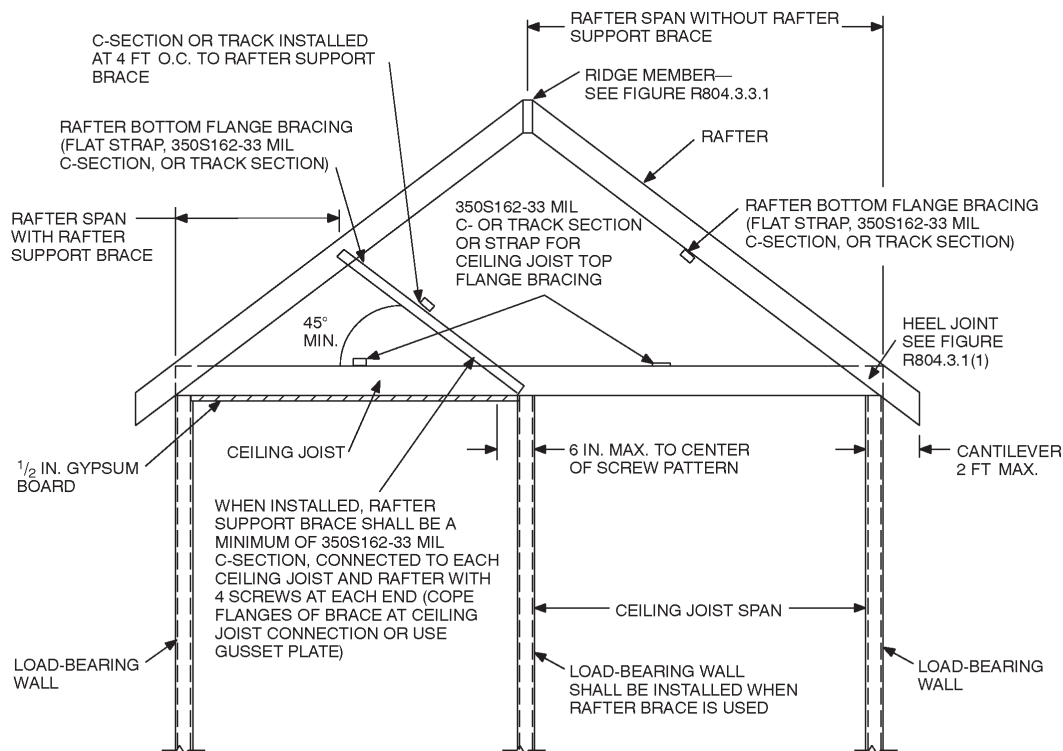 RAFTER SPAN WITHOUT RAFTER
SUPPORT BRACE
C-SECTION OR TRACK INSTALLED
AT 4 FT O.C. TO RAFTER SUPPORT
BRACE
RIDGE MEMBER—
SEE FIGURE R804.3.3.1
RAFTER BOTTOM FLANGE BRACING
(FLAT STRAP, 350S162-33 MIL
C-SECTION, OR TRACK SECTION)
RAFTER
RAFTER SPAN
WITH RAFTER
SUPPORT BRACE
350S162-33 MIL
C- OR TRACK SECTION
OR STRAP FOR
CEILING JOIST TOP
FLANGE BRACING
RAFTER BOTTOM FLANGE BRACING
(FLAT STRAP, 350S162-33 MIL
C-SECTION, OR TRACK SECTION)
45°
MIN.
HEEL JOINT
SEE FIGURE
R804.3.1(1)
1/2 IN. GYPSUM
BOARD
CEILING JOIST
6 IN. MAX. TO CENTER
OF SCREW PATTERN
CANTILEVER
2 FT MAX.
WHEN INSTALLED, RAFTER
SUPPORT BRACE SHALL BE A
MINIMUM OF 350S162-33 MIL
C-SECTION, CONNECTED TO EACH
CEILING JOIST AND RAFTER WITH
4 SCREWS AT EACH END (COPE
FLANGES OF BRACE AT CEILING
JOIST CONNECTION OR USE
GUSSET PLATE)
CEILING JOIST SPAN
LOAD-BEARING
WALL
LOAD-BEARING WALL
SHALL BE INSTALLED WHEN
RAFTER BRACE IS USED
LOAD-BEARING
WALL